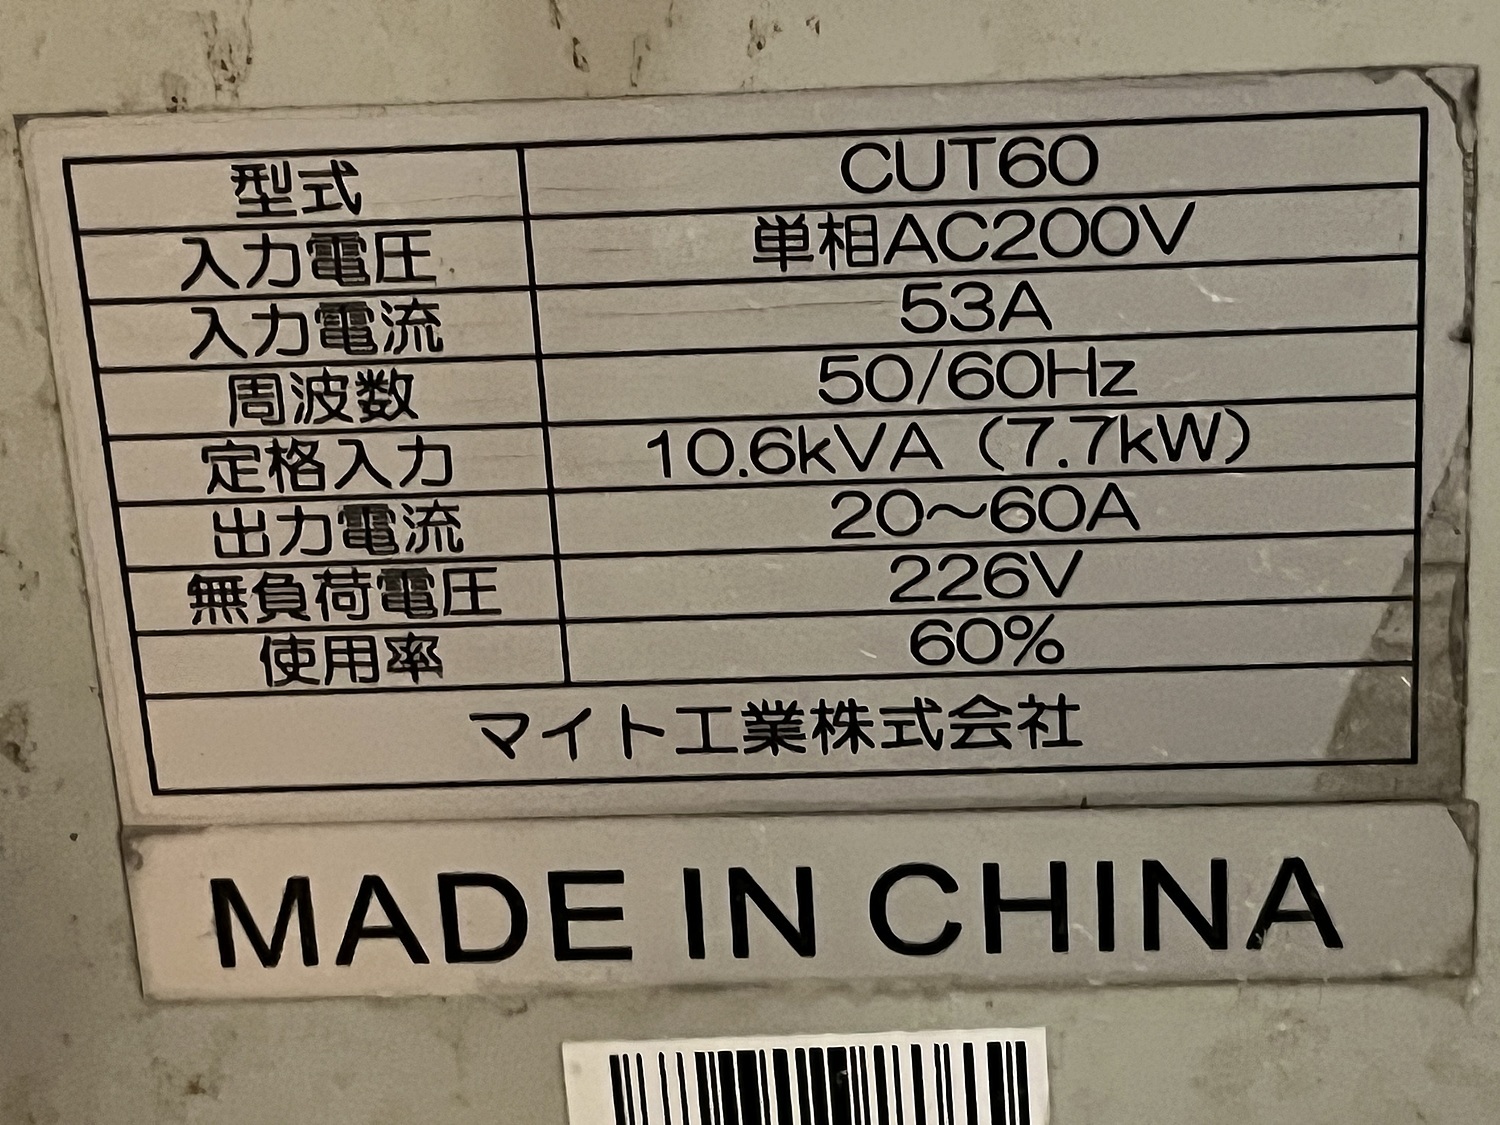 型式 CUT60
入力電圧 単相AC200V
入力電流 53A
周波数 50/60Hz
定格入力 10.6kVA（7.7kW）
出力電流 20〜60A
無負荷電圧 226V
使用率 60%
マイト工業株式会社
MADE IN CHINA